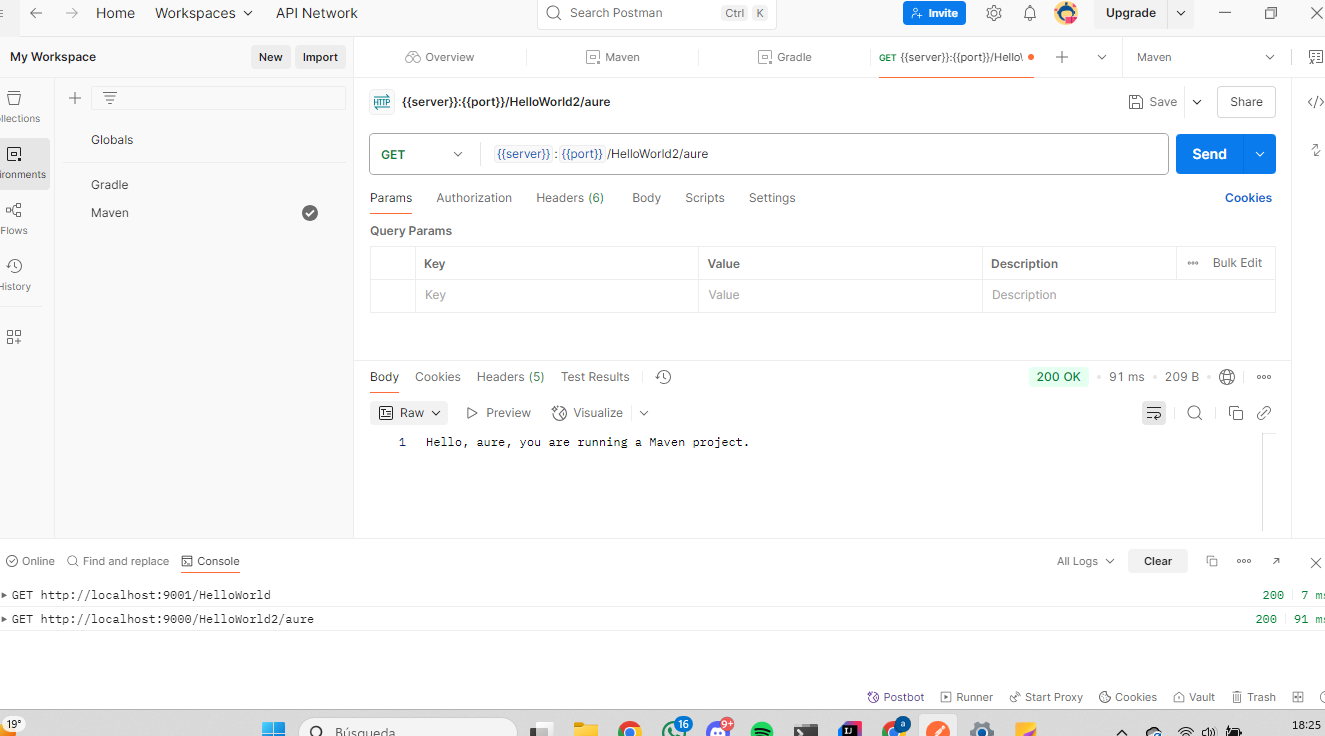 Home Workspaces API Network Search Postman Ctrl K Invite Upgrade
My Workspace New Import Overview Maven Gradle GET {{server}}:{{port}}/Hello Maven
{{server}}:{{port}}/HelloWorld2/aure Save Share
llections
Globals
GET {{server}} : {{port}} /HelloWorld2/aure Send
ironments
Gradle
Params Authorization Headers (6) Body Scripts Settings Cookies
Maven
Flows
Query Params
Key Value Description Bulk Edit
History
Key Value Description
Body Cookies Headers (5) Test Results 200 OK 91 ms 209 B
Raw Preview Visualize
1 Hello, aure, you are running a Maven project.
Online Find and replace Console All Logs Clear
GET http://localhost:9001/HelloWorld 200 7 ms
GET http://localhost:9000/HelloWorld2/aure 200 91 ms
Postbot Runner Start Proxy Cookies Vault Trash
19° Búsqueda 16 9+ a 18:25